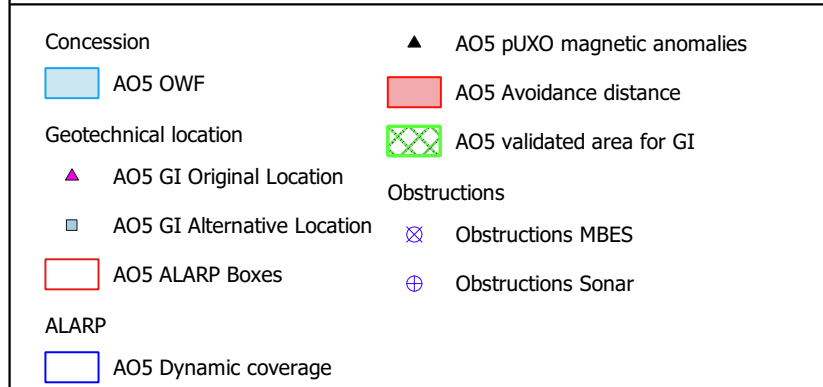 Concession
AO5 OWF
Geotechnical location
AO5 GI Original Location
AO5 GI Alternative Location
AO5 ALARP Boxes
ALARP
AO5 Dynamic coverage
AO5 pUXO magnetic anomalies
AO5 Avoidance distance
AO5 validated area for GI
Obstructions
Obstructions MBES
Obstructions Sonar